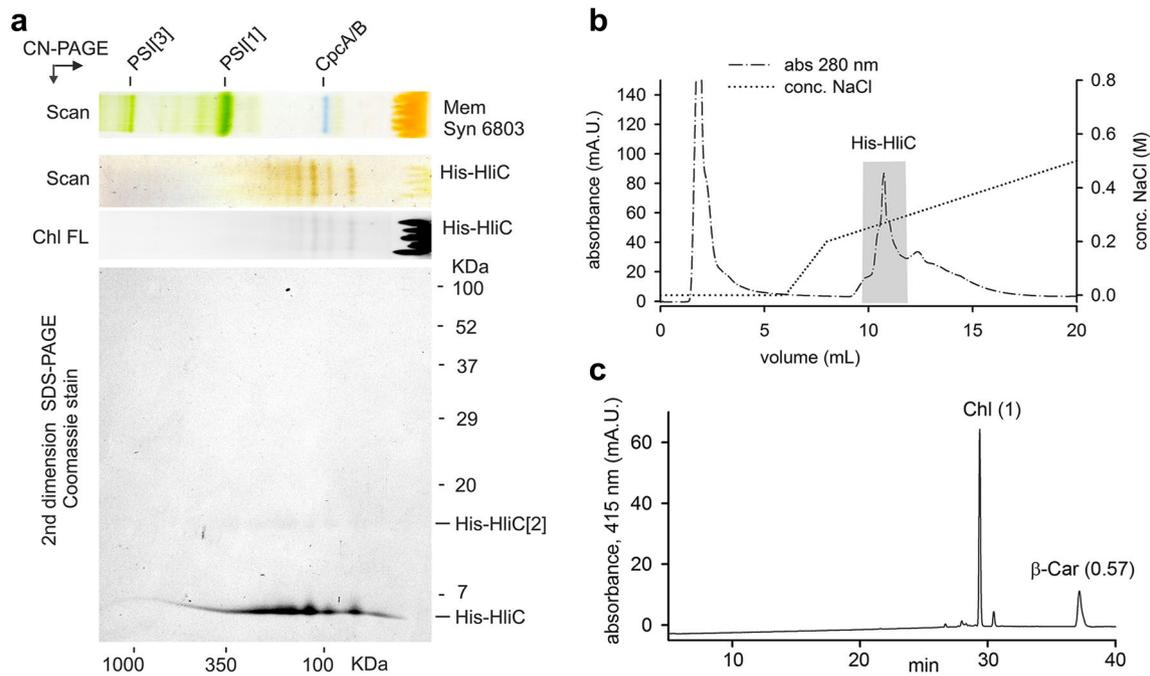 a
CN-PAGE
PSI[3]
PSI[1]
CpcA/B
Scan
Mem
Syn 6803
Scan
His-HliC
Chl FL
His-HliC
KDa
100
52
37
29
20
His-HliC[2]
7
His-HliC
2nd dimension SDS-PAGE
Coomassie stain
1000
350
100
KDa
b
abs 280 nm
conc. NaCl
His-HliC
absorbance (mA.U.)
140
120
100
80
60
40
20
0
conc. NaCl (M)
0.8
0.6
0.4
0.2
0.0
0
5
10
15
20
volume (mL)
c
Chl (1)
β-Car (0.57)
absorbance, 415 nm (mA.U.)
60
40
20
0
10
20
30
40
min